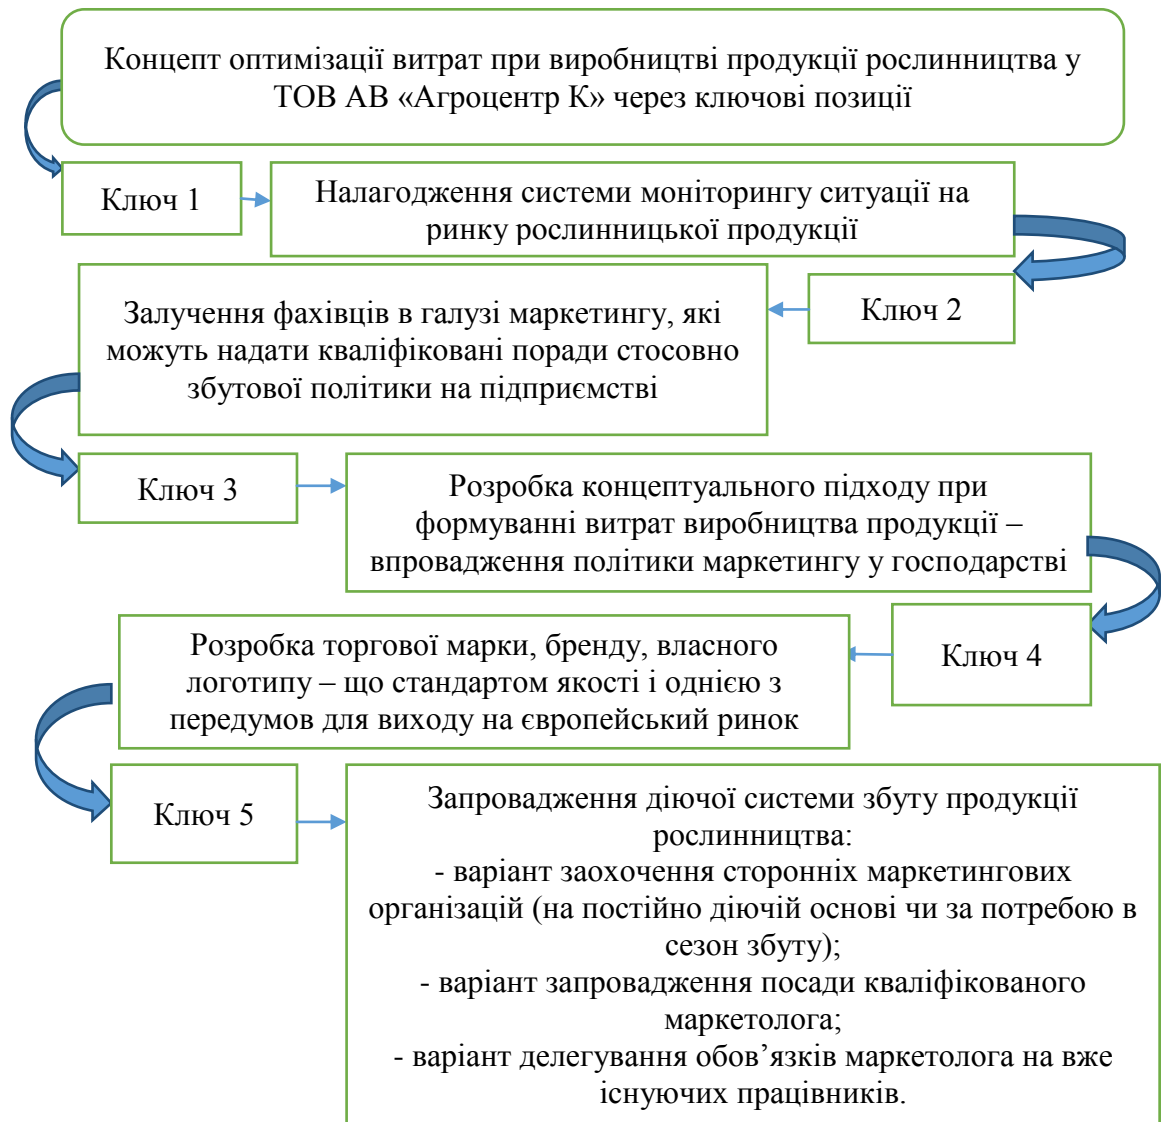 Концепт оптимізації витрат при виробництві продукції рослинництва у
ТОВ АВ «Агроцентр К» через ключові позиції
Ключ 1
Налагодження системи моніторингу ситуації на
ринку рослинницької продукції
Ключ 2
Залучення фахівців в галузі маркетингу, які
можуть надати кваліфіковані поради стосовно
збутової політики на підприємстві
Ключ 3
Розробка концептуального підходу при
формуванні витрат виробництва продукції –
впровадження політики маркетингу у господарстві
Ключ 4
Розробка торгової марки, бренду, власного
логотипу – що стандартом якості і однією з
передумов для виходу на європейський ринок
Ключ 5
Запровадження діючої системи збуту продукції
рослинництва:
- варіант заохочення сторонніх маркетингових
організацій (на постійно діючій основі чи за потребою в
сезон збуту);
- варіант запровадження посади кваліфікованого
маркетолога;
- варіант делегування обов’язків маркетолога на вже
існуючих працівників.